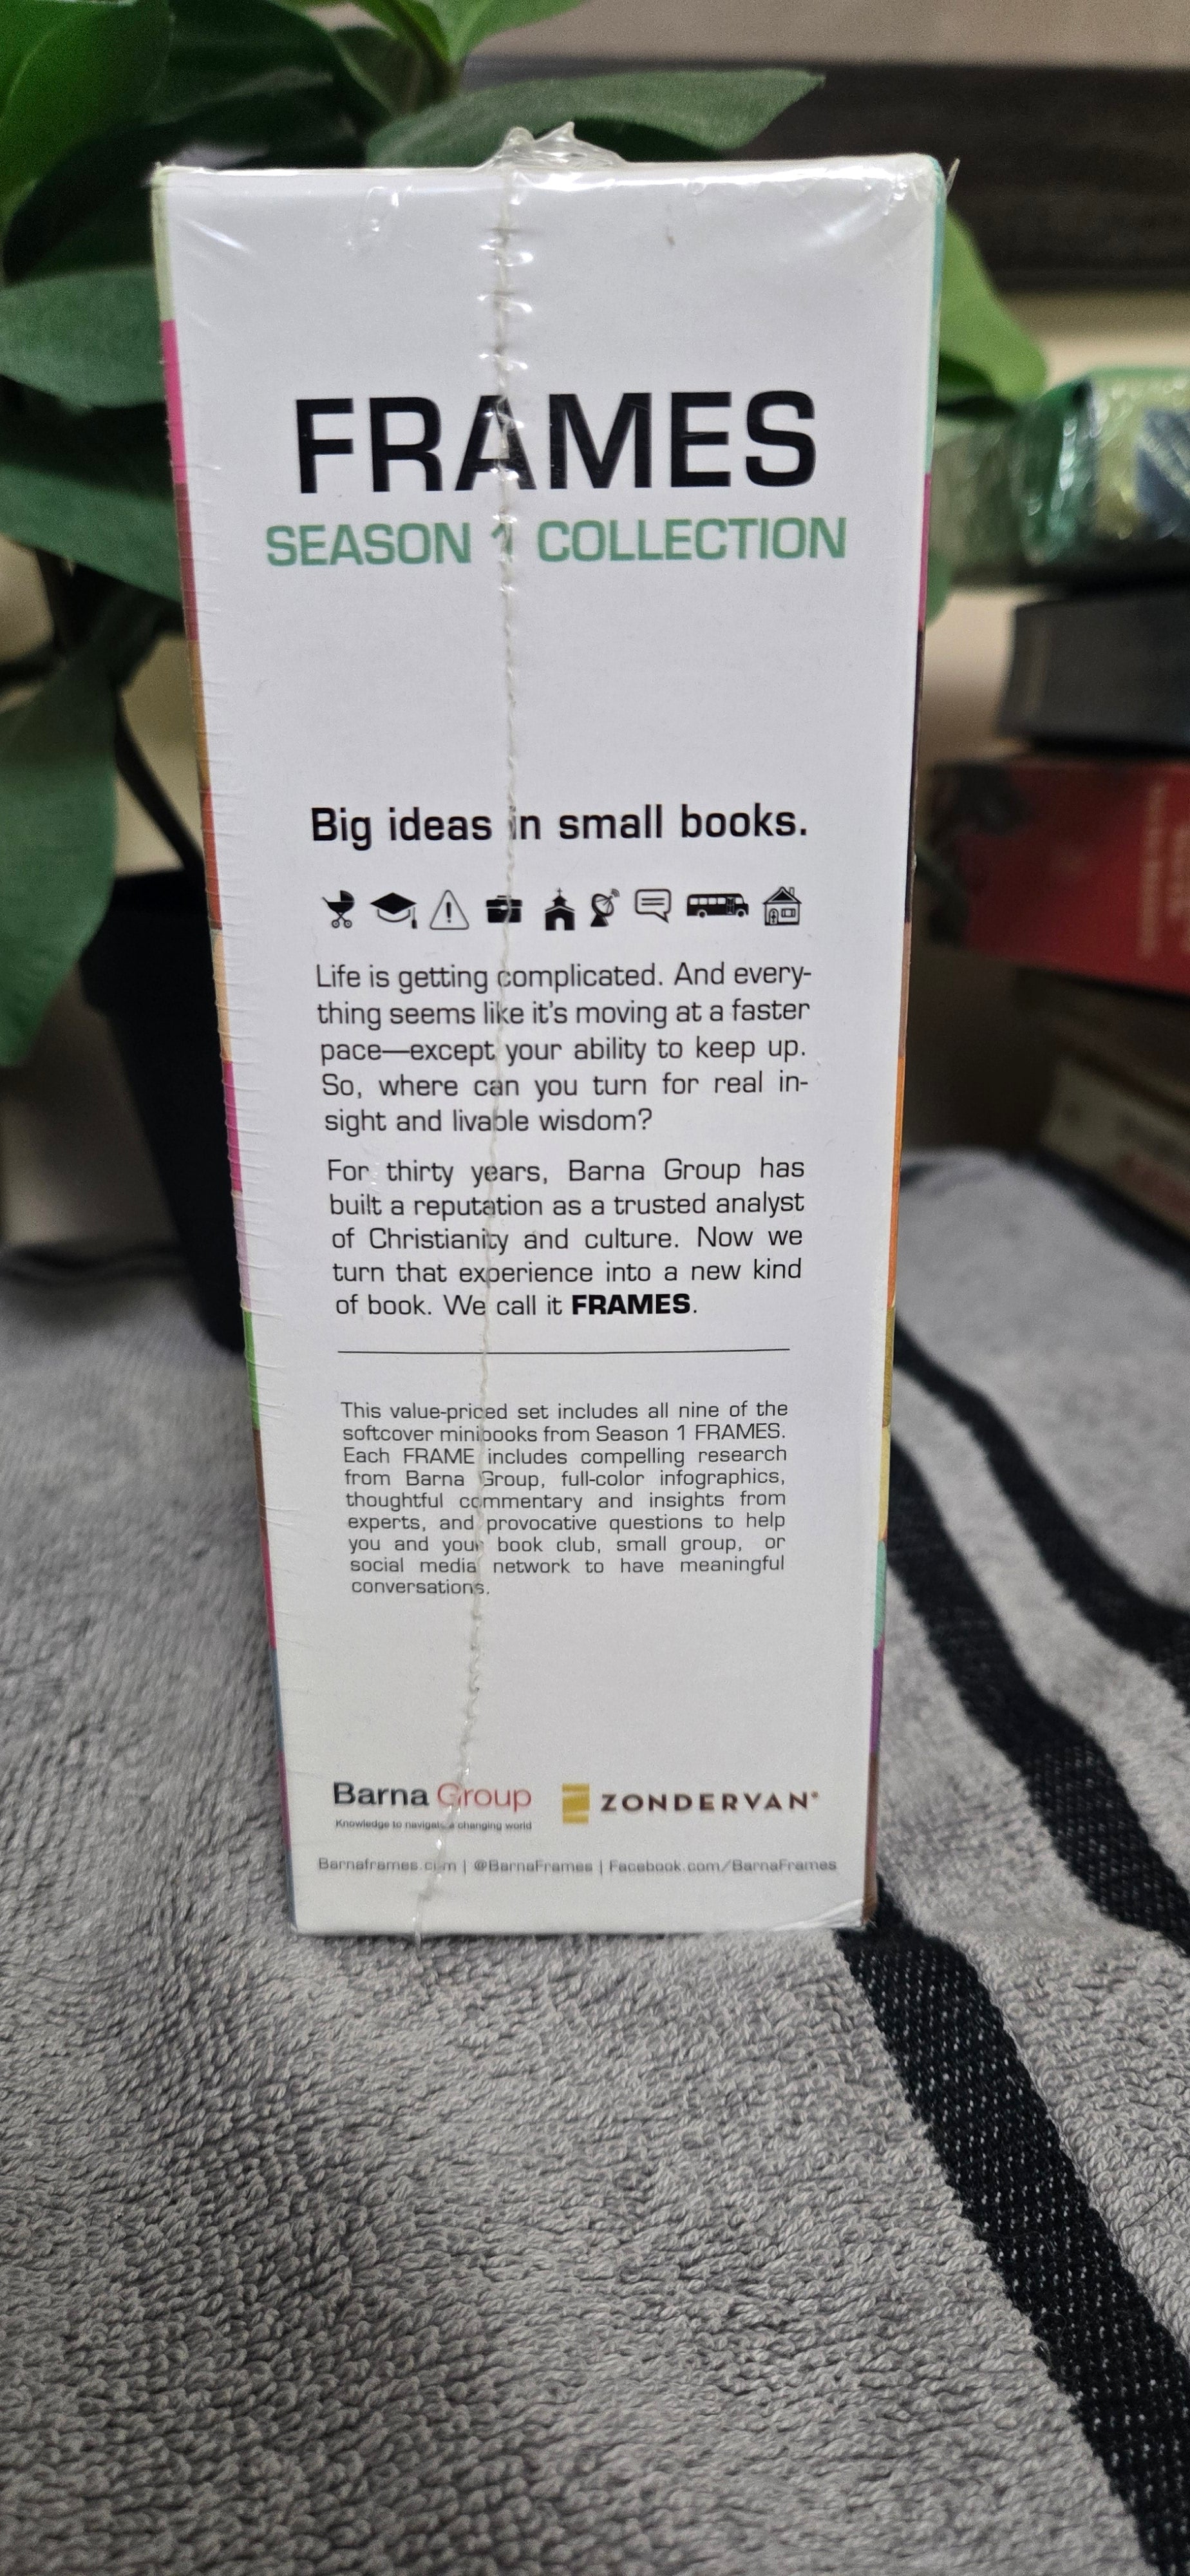 FRAMES
SEASON 1 COLLECTION
Big ideas in small books.
Life is getting complicated. And every-
thing seems like it's moving at a faster
pace—except your ability to keep up.
So, where can you turn for real in-
sight and livable wisdom?
For thirty years, Barna Group has
built a reputation as a trusted analyst
of Christianity and culture. Now we
turn that experience into a new kind
of book. We call it FRAMES.
This value-priced set includes all nine of the
softcover minibooks from Season 1 FRAMES.
Each FRAME includes compelling research
from Barna Group, full-color infographics,
thoughtful commentary and insights from
experts, and provocative questions to help
you and your book club, small group, or
social media network to have meaningful
conversations.
Barna Group
Knowledge to navigate a changing world
ZONDERVAN®
Barnaframes.com | @BarnaFrames | Facebook.com/BarnaFrames